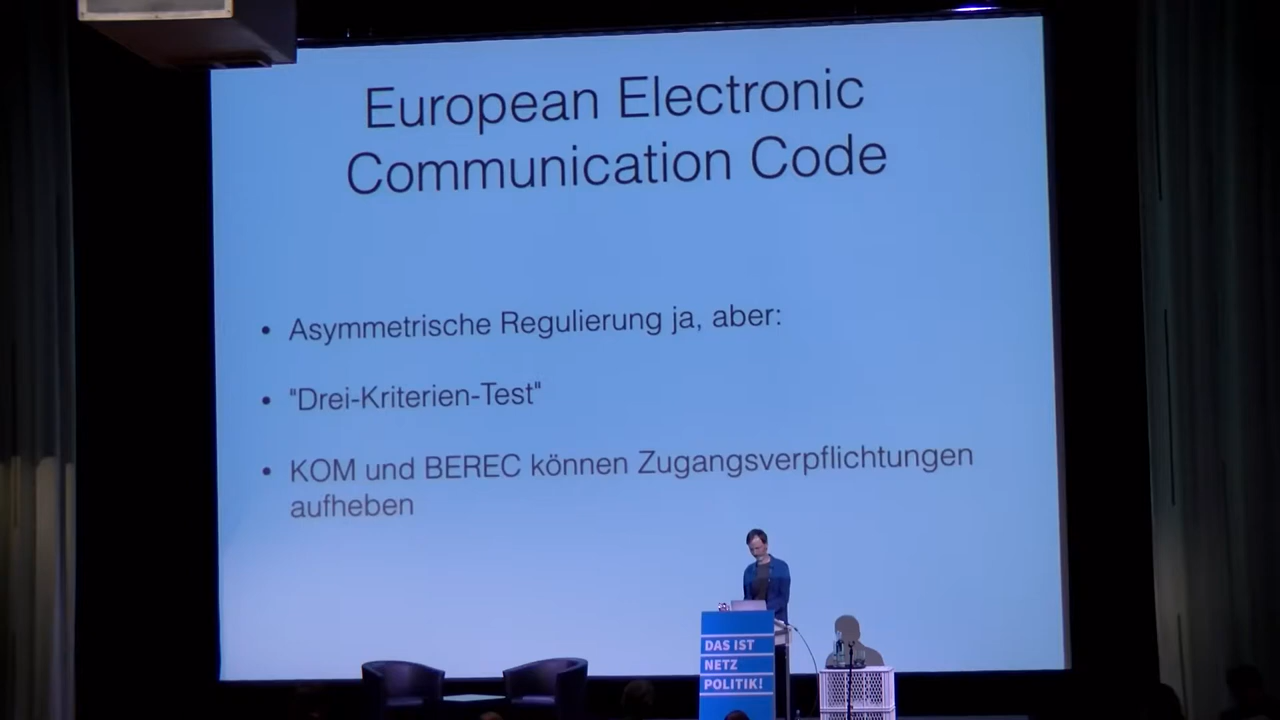 European Electronic
Communication Code
• Asymmetrische Regulierung ja, aber:
• "Drei-Kriterien-Test"
• KOM und BEREC können Zugangsverpflichtungen
aufheben
DAS IST
NETZ
POLITIK!